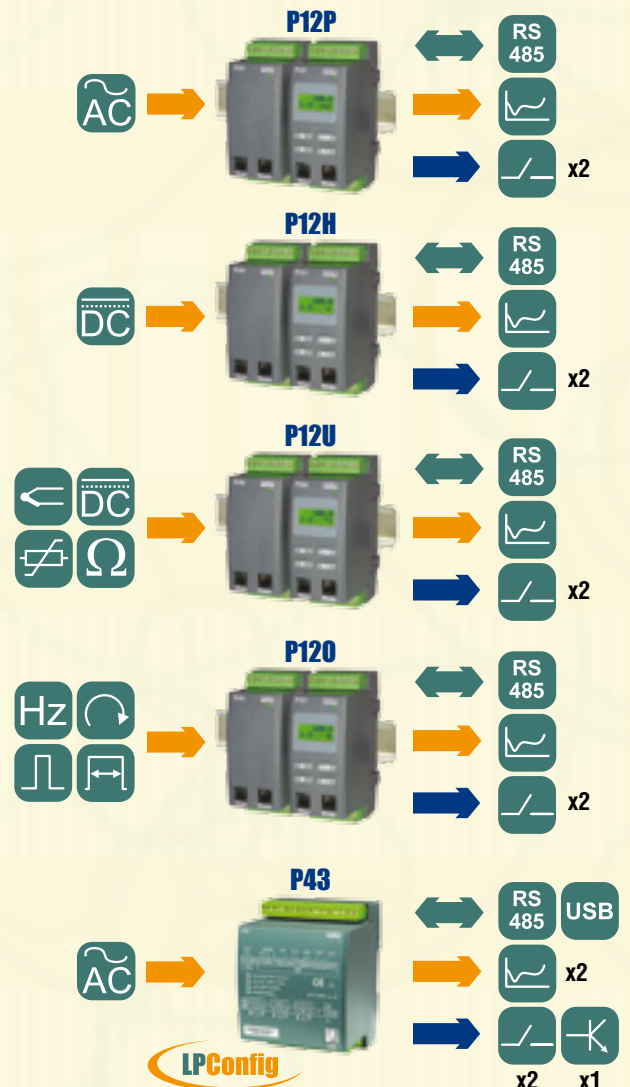 P12P
AC
RS
485
x2
P12H
DC
RS
485
x2
P12U
DC
Ω
RS
485
x2
P12O
Hz
RS
485
x2
P43
AC
RS
485
USB
x2
LPConfig
x2
x1